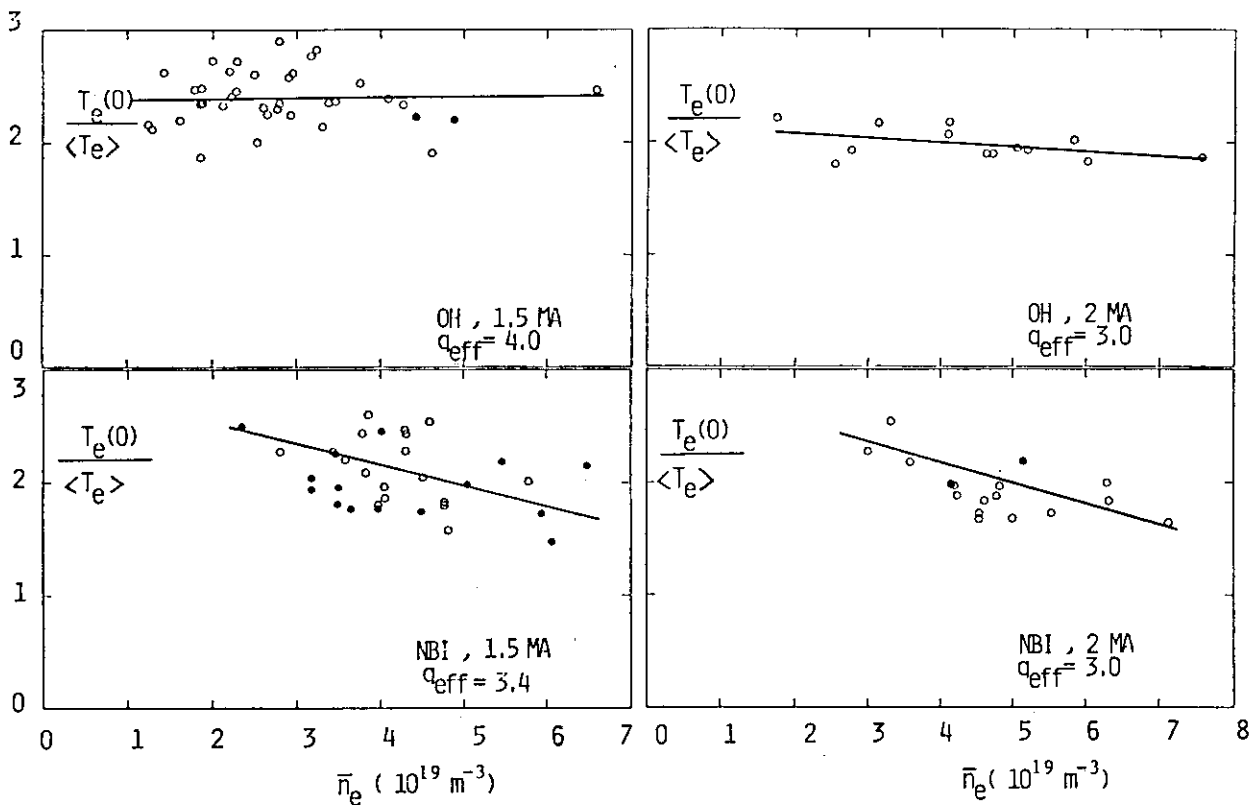 3
2
1
0
T_e(0)
<T_e>
OH , 1.5 MA
q_eff = 4.0
T_e(0)
<T_e>
OH , 2 MA
q_eff = 3.0
3
2
1
0
T_e(0)
<T_e>
NBI , 1.5 MA
q_eff = 3.4
T_e(0)
<T_e>
NBI , 2 MA
q_eff = 3.0
0 1 2 3 4 5 6 7
n̄_e ( 10^19 m^-3)
0 1 2 3 4 5 6 7 8
n̄_e ( 10^19 m^-3)